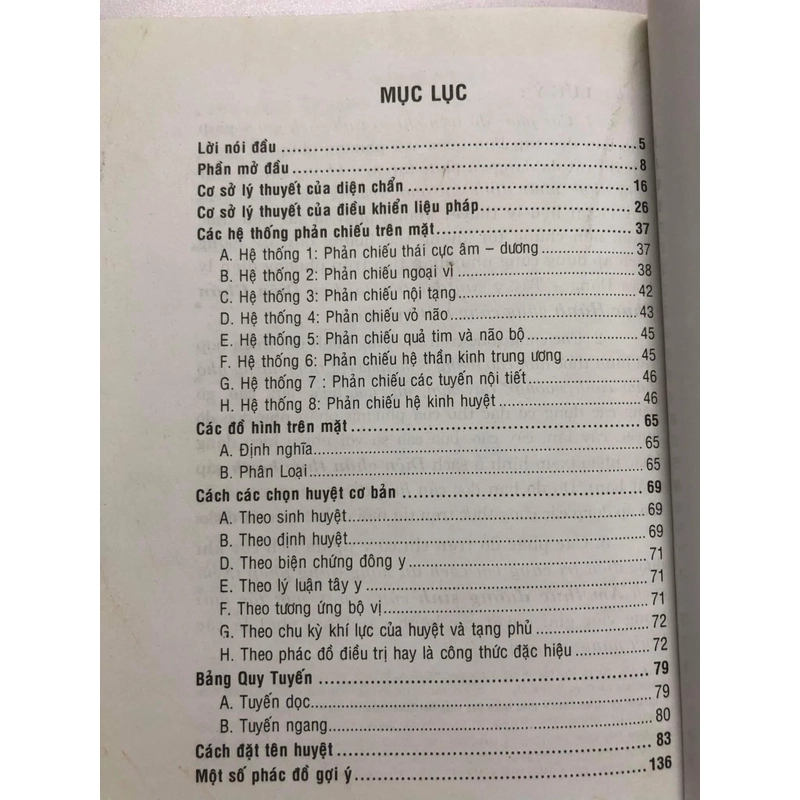 MỤC LỤC
Lời nói đầu ........ 5
Phần mở đầu ........ 8
Cơ sở lý thuyết của diện chẩn ........ 16
Cơ sở lý thuyết của điều khiển liệu pháp ........ 26
Các hệ thống phản chiếu trên mặt ........ 37
A. Hệ thống 1: Phản chiếu thái cực âm – dương ........ 37
B. Hệ thống 2: Phản chiếu ngoại vi ........ 38
C. Hệ thống 3: Phản chiếu nội tạng ........ 42
D. Hệ thống 4: Phản chiếu vỏ não ........ 43
E. Hệ thống 5: Phản chiếu quả tim và não bộ ........ 45
F. Hệ thống 6: Phản chiếu hệ thần kinh trung ương ........ 45
G. Hệ thống 7 : Phản chiếu các tuyến nội tiết ........ 46
H. Hệ thống 8: Phản chiếu hệ kinh huyệt ........ 46
Các đồ hình trên mặt ........ 65
A. Định nghĩa ........ 65
B. Phân Loại ........ 65
Cách các chọn huyệt cơ bản ........ 69
A. Theo sinh huyệt ........ 69
B. Theo định huyệt ........ 69
D. Theo biện chứng đông y ........ 71
E. Theo lý luận tây y ........ 71
F. Theo tương ứng bộ vị ........ 71
G. Theo chu kỳ khí lực của huyệt và tạng phủ ........ 72
H. Theo phác đồ điều trị hay là công thức đặc hiệu ........ 72
Bảng Quy Tuyến ........ 79
A. Tuyến dọc ........ 79
B. Tuyến ngang ........ 80
Cách đặt tên huyệt ........ 83
Một số phác đồ gợi ý ........ 136